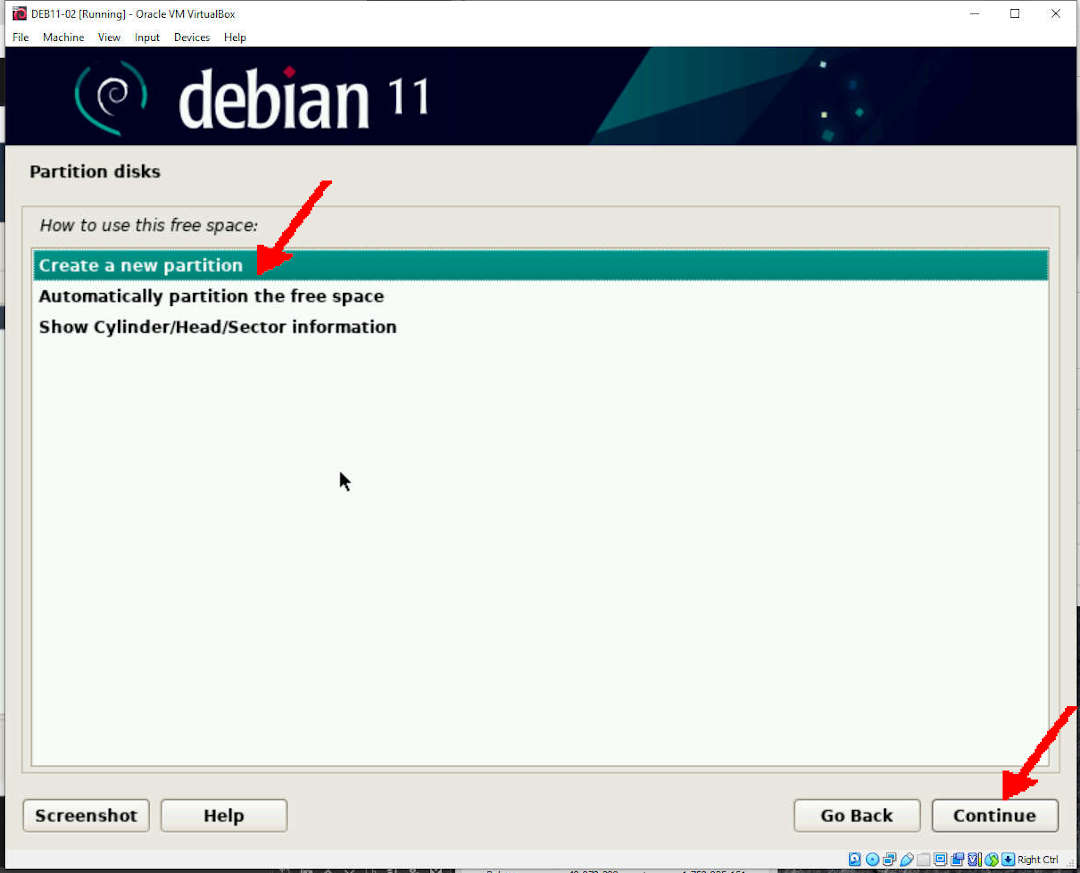 DEB11-02 [Running] - Oracle VM VirtualBox
File Machine View Input Devices Help
debian 11
Partition disks
How to use this free space:
Create a new partition
Automatically partition the free space
Show Cylinder/Head/Sector information
Screenshot Help Go Back Continue
Right Ctrl